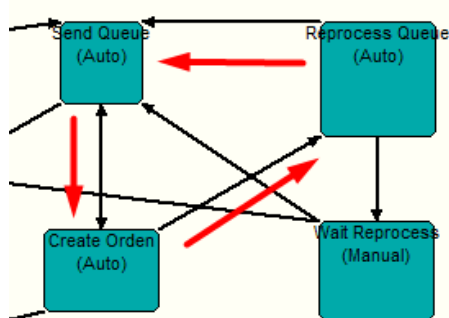 Send Queue
(Auto)
Reprocess Queue
(Auto)
Create Orden
(Auto)
Wait Reprocess
(Manual)